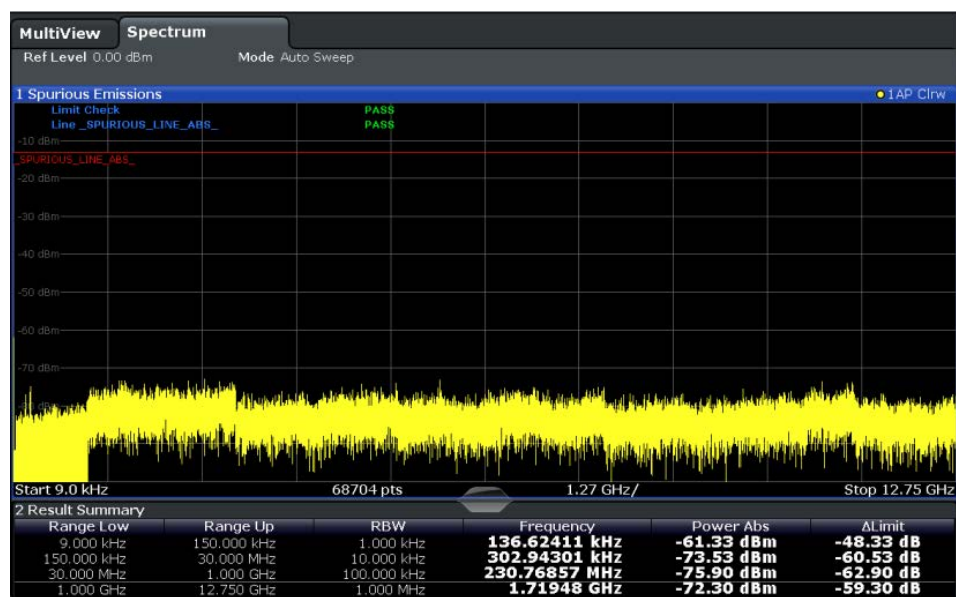 MultiView Spectrum
Ref Level 0.00 dBm Mode Auto Sweep
1 Spurious Emissions 1AP Clrw
Limit Check PASS
Line _SPURIOUS_LINE_ABS_ PASS
-10 dBm
_SPURIOUS_LINE_ABS_
-20 dBm
-30 dBm
-40 dBm
-50 dBm
-60 dBm
-70 dBm
Start 9.0 kHz 68704 pts 1.27 GHz/ Stop 12.75 GHz
2 Result Summary
Range Low Range Up RBW Frequency Power Abs ΔLimit
9.000 kHz 150.000 kHz 1.000 kHz 136.62411 kHz -61.33 dBm -48.33 dB
150.000 kHz 30.000 MHz 10.000 kHz 302.94301 kHz -73.53 dBm -60.53 dB
30.000 MHz 1.000 GHz 100.000 kHz 230.76857 MHz -75.90 dBm -62.90 dB
1.000 GHz 12.750 GHz 1.000 MHz 1.71948 GHz -72.30 dBm -59.30 dB